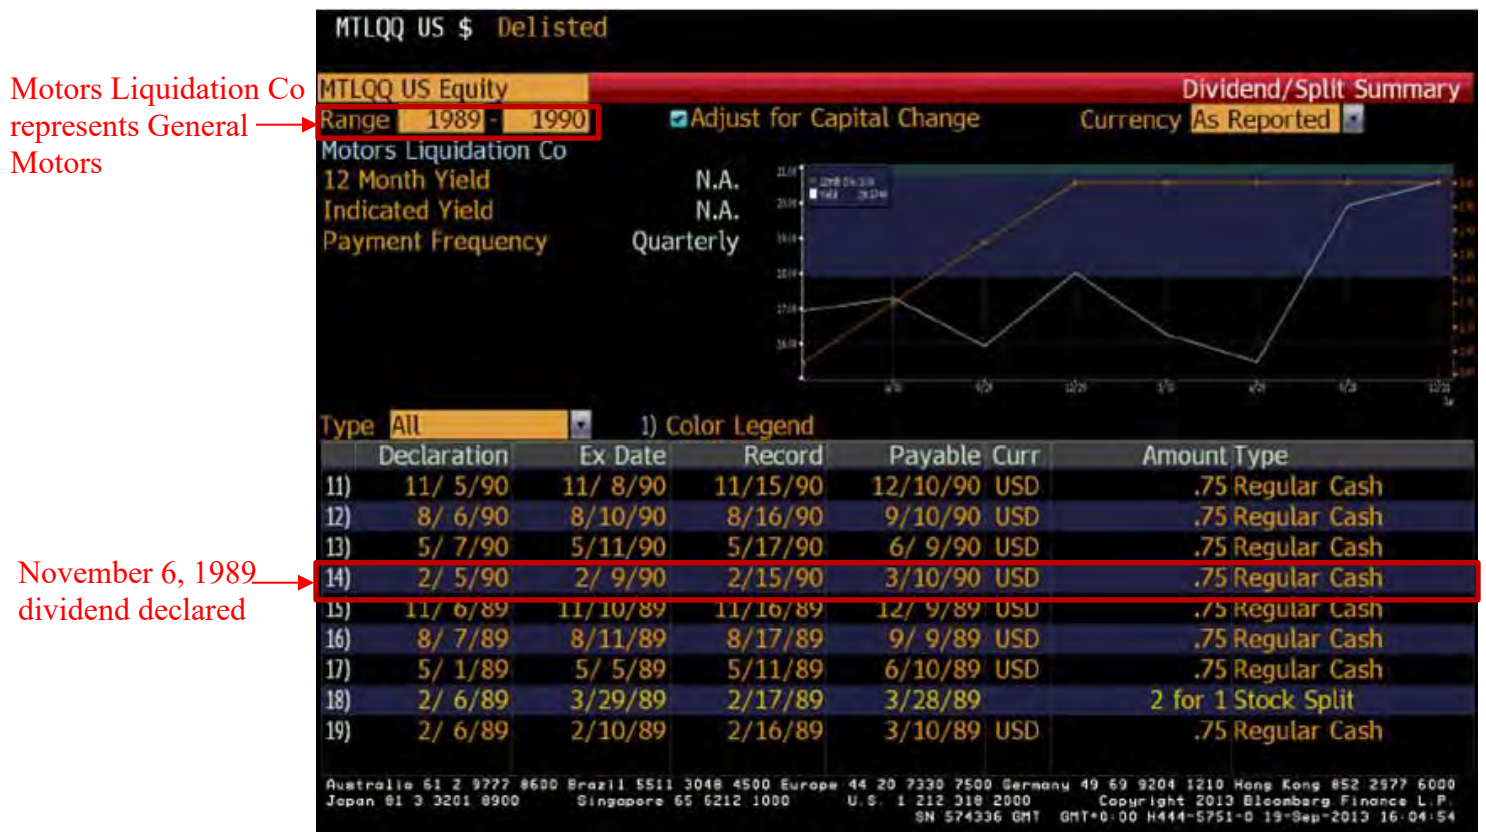 MTLQQ US $ Delisted
Motors Liquidation Co
represents General
Motors
MTLQQ US Equity Dividend/Split Summary
Range 1989 - 1990 Adjust for Capital Change Currency As Reported
Motors Liquidation Co
12 Month Yield N.A.
Indicated Yield N.A.
Payment Frequency Quarterly
Type All 1) Color Legend
Declaration Ex Date Record Payable Curr Amount Type
11) 11/ 5/90 11/ 8/90 11/15/90 12/10/90 USD .75 Regular Cash
12) 8/ 6/90 8/10/90 8/16/90 9/10/90 USD .75 Regular Cash
13) 5/ 7/90 5/11/90 5/17/90 6/ 9/90 USD .75 Regular Cash
November 6, 1989
dividend declared
14) 2/ 5/90 2/ 9/90 2/15/90 3/10/90 USD .75 Regular Cash
15) 11/ 6/89 11/10/89 11/16/89 12/ 9/89 USD .75 Regular Cash
16) 8/ 7/89 8/11/89 8/17/89 9/ 9/89 USD .75 Regular Cash
17) 5/ 1/89 5/ 5/89 5/11/89 6/10/89 USD .75 Regular Cash
18) 2/ 6/89 3/29/89 2/17/89 3/28/89 2 for 1 Stock Split
19) 2/ 6/89 2/10/89 2/16/89 3/10/89 USD .75 Regular Cash
Australia 61 2 9777 8600 Brazil 5511 3048 4500 Europe 44 20 7330 7500 Germany 49 69 9204 1210 Hong Kong 852 2977 6000
Japan 81 3 3201 8900 Singapore 65 6212 1000 U.S. 1 212 318 2000 Copyright 2013 Bloomberg Finance L.P.
SN 574336 GMT GMT+0:00 H444-5751-0 19-Sep-2013 16:04:54